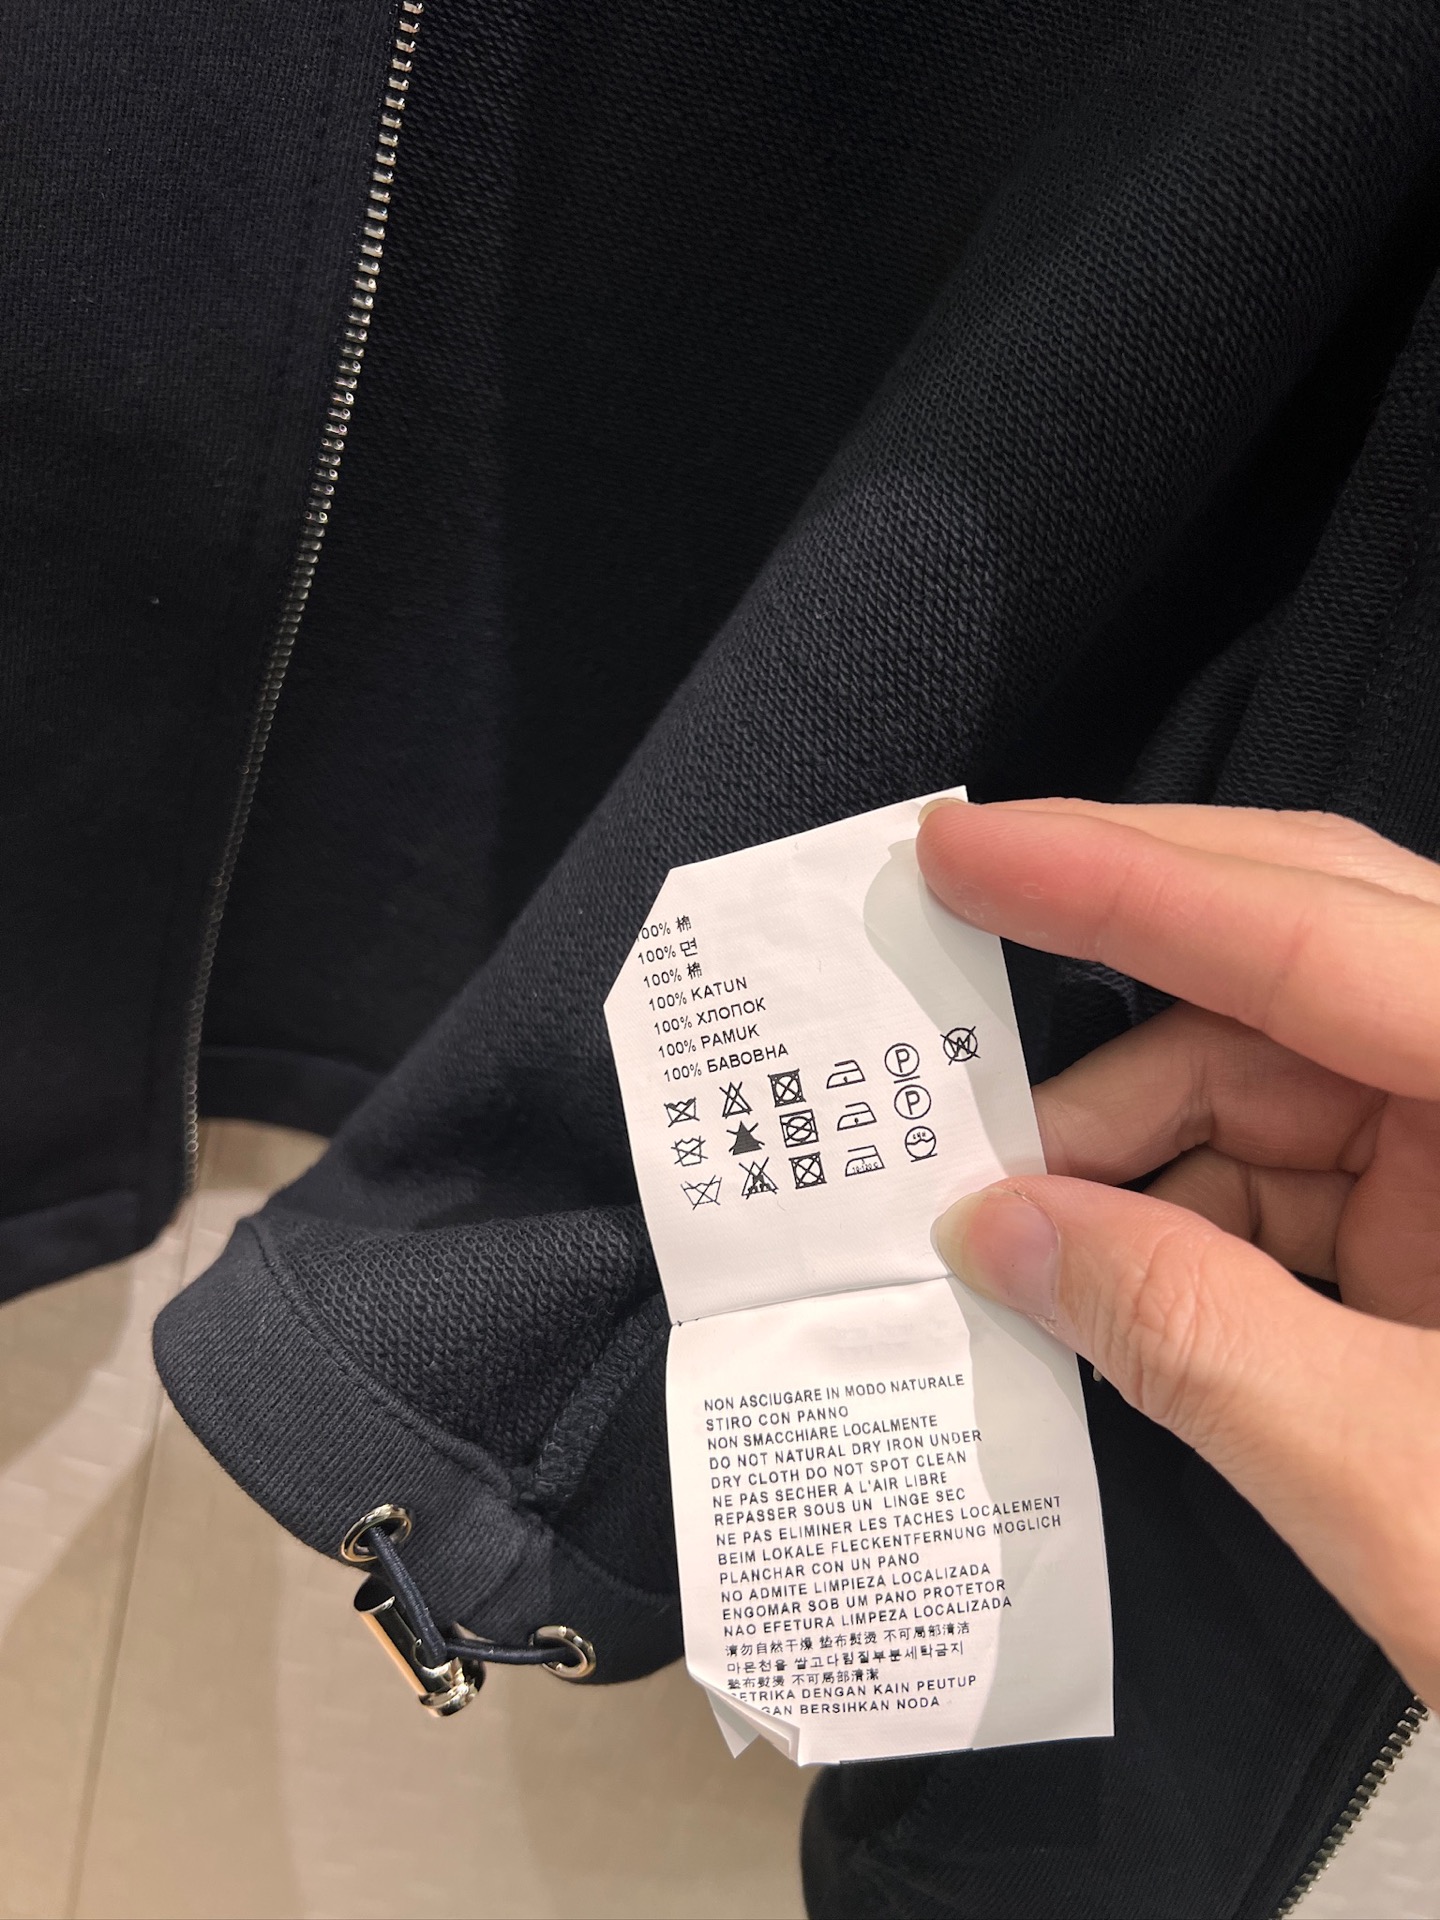 100% 棉
100% 면
100% 棉
100% KATUN
100% ХЛОПОК
100% PAMUK
100% БАВОВНА
P W
P
NON ASCIUGARE IN MODO NATURALE
STIRO CON PANNO
NON SMACCHIARE LOCALMENTE
DO NOT NATURAL DRY IRON UNDER
DRY CLOTH DO NOT SPOT CLEAN
NE PAS SECHER A L'AIR LIBRE
REPASSER SOUS UN LINGE SEC
NE PAS ELIMINER LES TACHES LOCALEMENT
BEIM LOKALE FLECKENTFERNUNG MOGLICH
PLANCHAR CON UN PANO
NO ADMITE LIMPIEZA LOCALIZADA
ENGOMAR SOB UM PANO PROTETOR
NAO EFETURA LIMPEZA LOCALIZADA
请勿自然干燥 垫布熨烫 不可局部清洁
마몬천을 쌀고다림질부분세탁금지
墊布熨燙 不可局部清潔
SETRIKA DENGAN KAIN PEUTUP
BERSIHKAN NODA